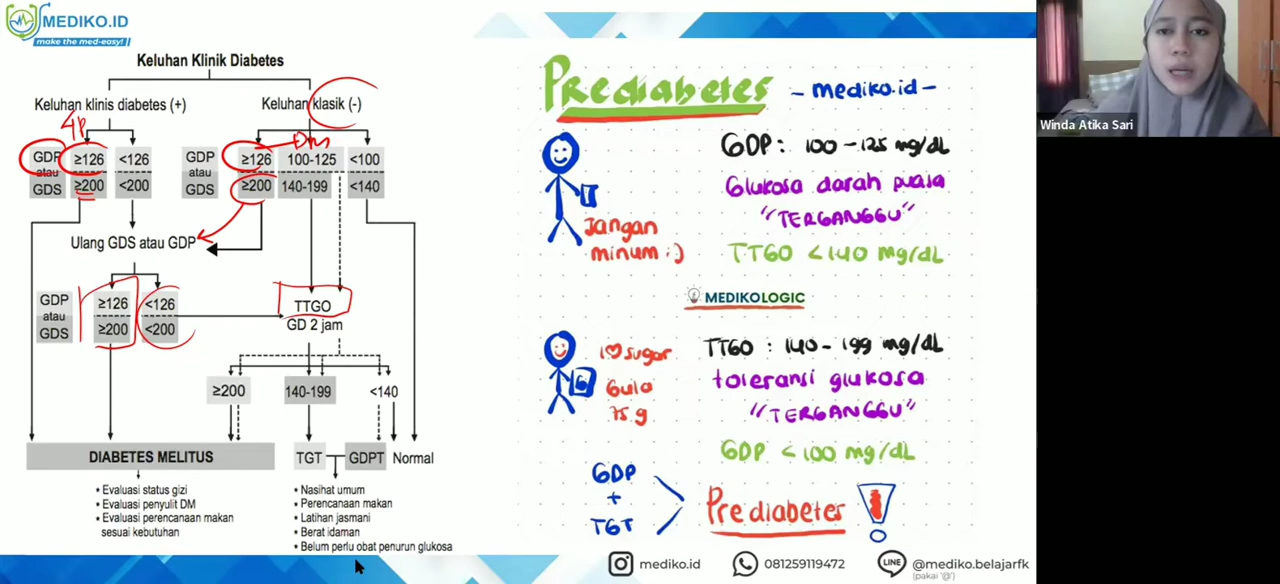 MEDIKO.ID
make the med-easy!
Keluhan Klinik Diabetes
Keluhan klinis diabetes (+)
Keluhan klasik (-)
4P
DM
GDP
atau
GDS
≥126 <126
≥200 <200
GDP
atau
GDS
≥126 100-125 <100
≥200 140-199 <140
Ulang GDS atau GDP
GDP
atau
GDS
≥126 <126
≥200 <200
TTGO
GD 2 jam
≥200 140-199 <140
DIABETES MELITUS
TGT GDPT Normal
• Evaluasi status gizi
• Evaluasi penyulit DM
• Evaluasi perencanaan makan
sesuai kebutuhan
• Nasihat umum
• Perencanaan makan
• Latihan jasmani
• Berat idaman
• Belum perlu obat penurun glukosa
Prediabetes
- mediko.id -
GDP : 100 - 125 mg/dL
Glukosa darah puasa
"TERGANGGU"
Jangan
minum :)
TTGO < 140 mg/dL
MEDIKOLOGIC
I ♥ sugar
Gula
75 g
TTGO : 140 - 199 mg/dL
toleransi glukosa
"TERGANGGU"
GDP < 100 mg/dL
GDP
+
TGT
Prediabetes !
mediko.id
081259119472
LINE
@mediko.belajarfk
(pakai '@')
Winda Atika Sari